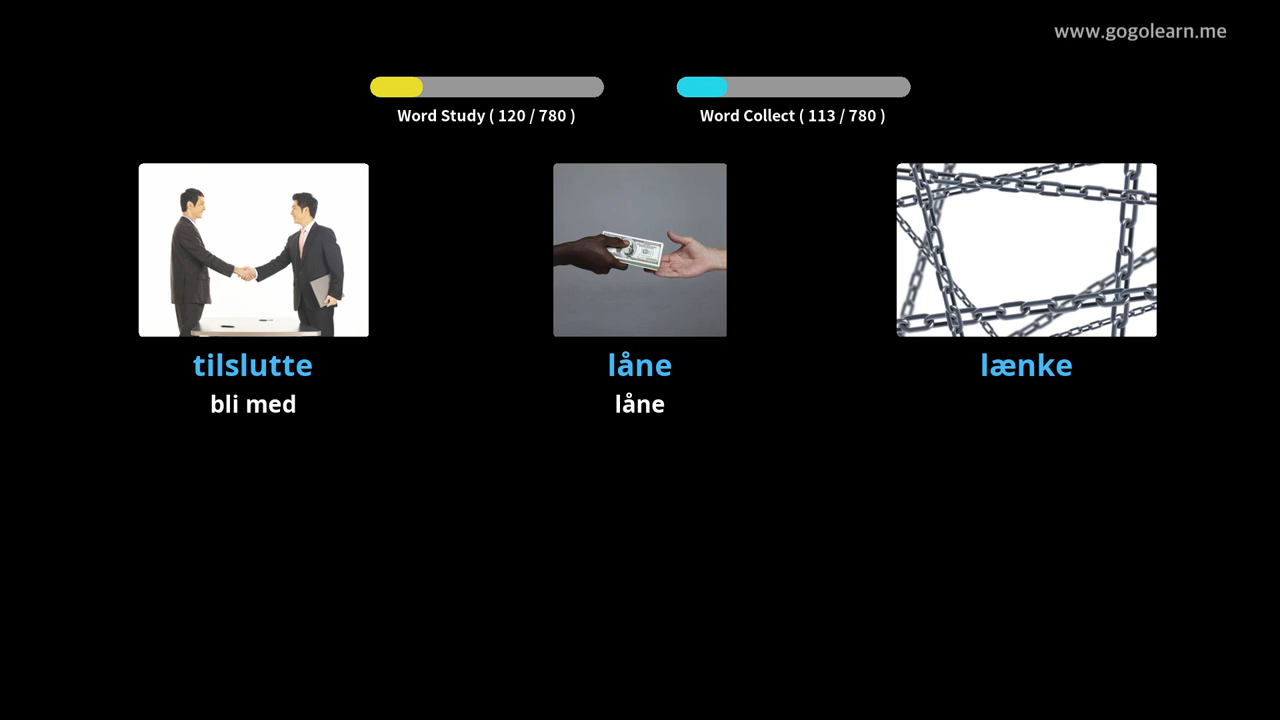 www.gogolearn.me
Word Study ( 120 / 780 )
Word Collect ( 113 / 780 )
tilslutte
låne
lænke
bli med
låne